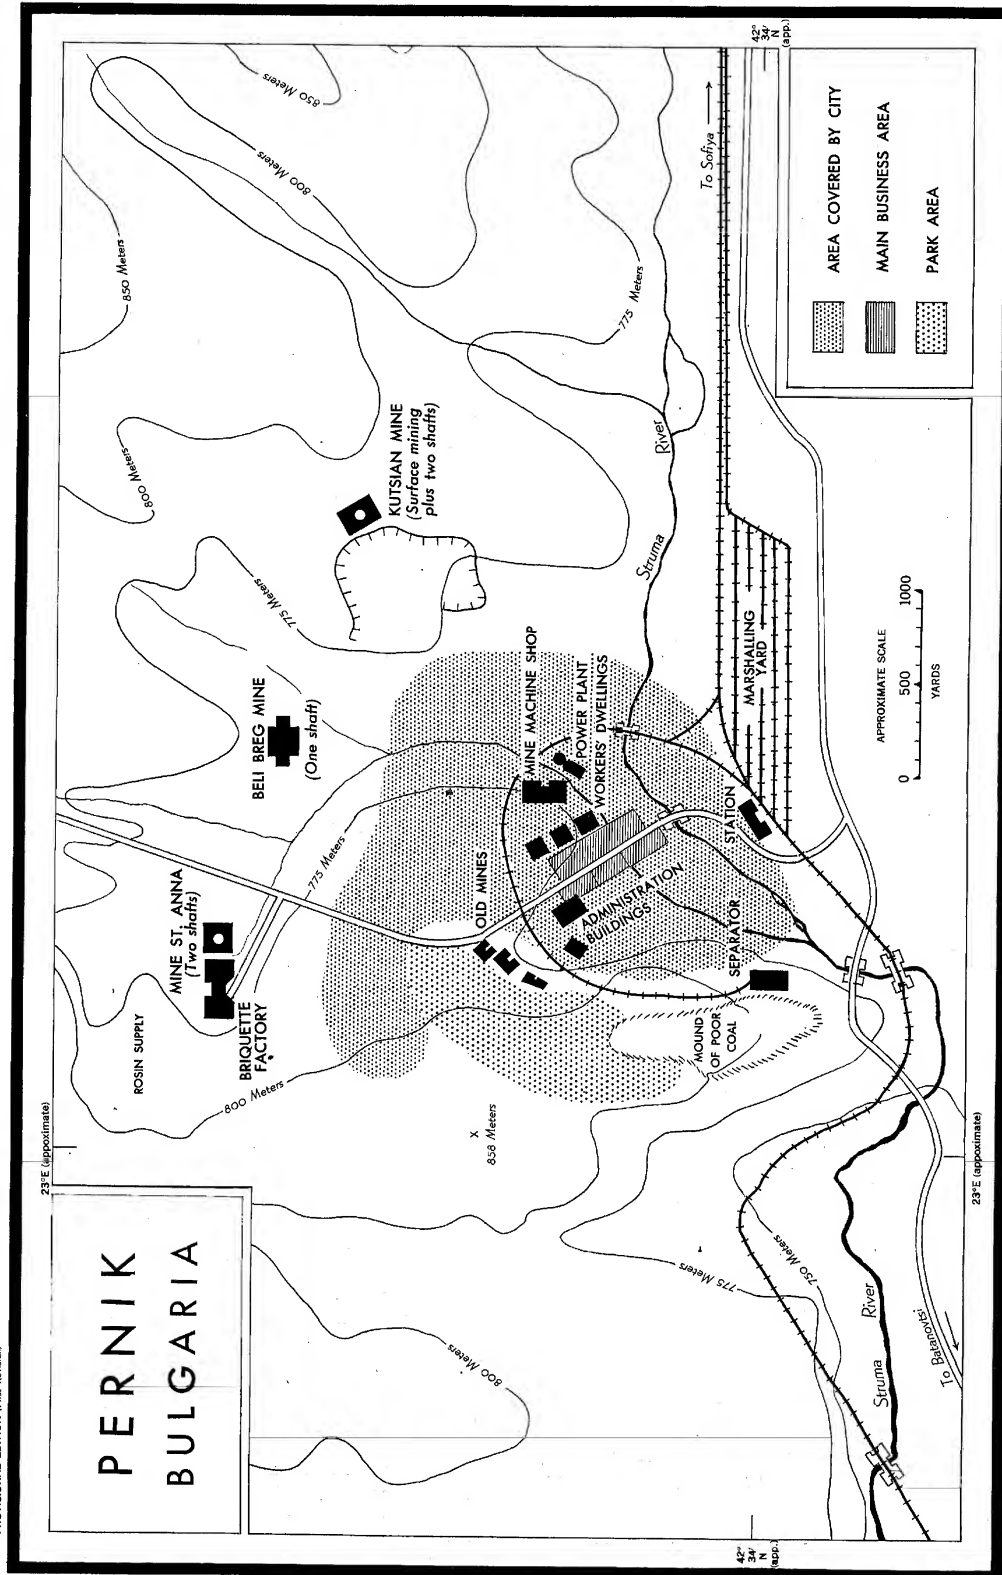 PERNIK
BULGARIA
23°E (appoximate)
ROSIN SUPPLY
MINE ST. ANNA
(Two shafts)
BRIQUETTE
FACTORY
BELI BREG MINE
(One shaft)
KUTSIAN MINE
(Surface mining
plus two shafts)
775 Meters
800 Meters
850 Meters
800 Meters
850 Meters
775 Meters
800 Meters
775 Meters
858 Meters
X
OLD MINES
MINE MACHINE SHOP
POWER PLANT
WORKERS' DWELLINGS
ADMINISTRATION
BUILDINGS
MOUND
OF POOR
COAL
SEPARATOR
STATION
MARSHALLING
YARD
Struma
River
To Sofiya
800 Meters
775 Meters
750 Meters
Struma
River
To Batanovtsi
23°E (appoximate)
42°
34'
N
(app.)
42°
34'
N
(app.)
APPROXIMATE SCALE
0 500 1000
YARDS
AREA COVERED BY CITY
MAIN BUSINESS AREA
PARK AREA